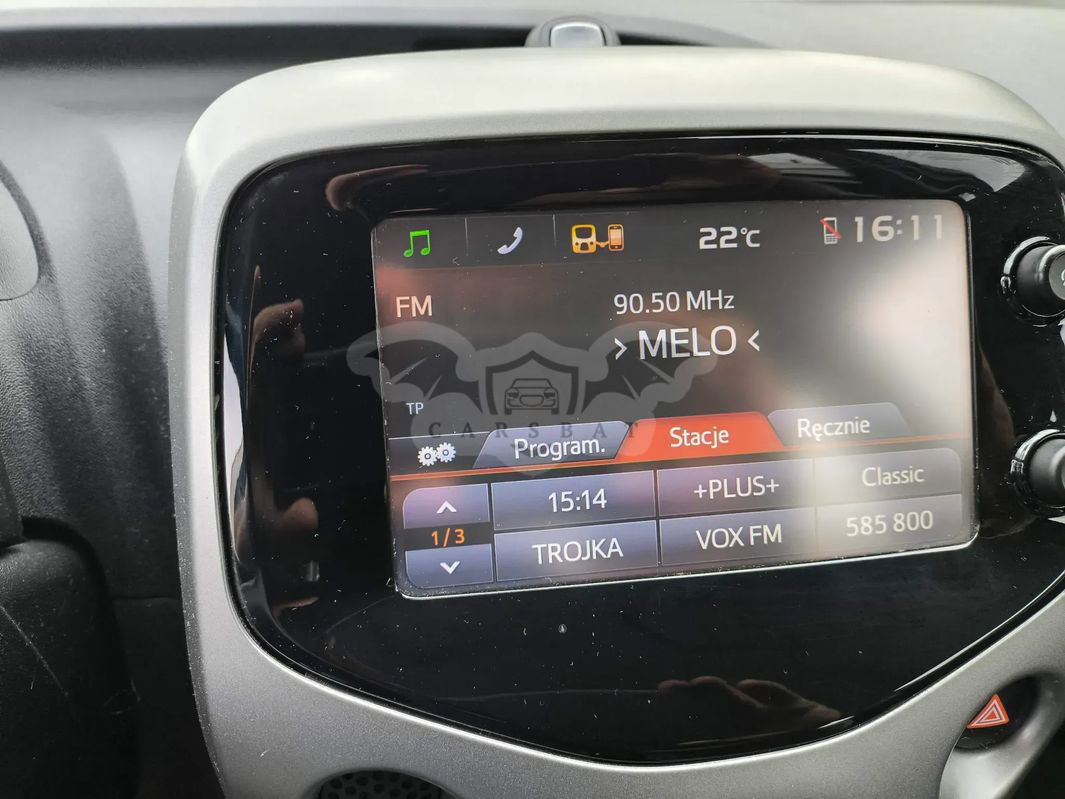 22°C 16:11
FM 90.50 MHz
> MELO <
TP
CARSBAT
Program. Stacje Ręcznie
15:14 +PLUS+ Classic
1/3
TROJKA VOX FM 585 800